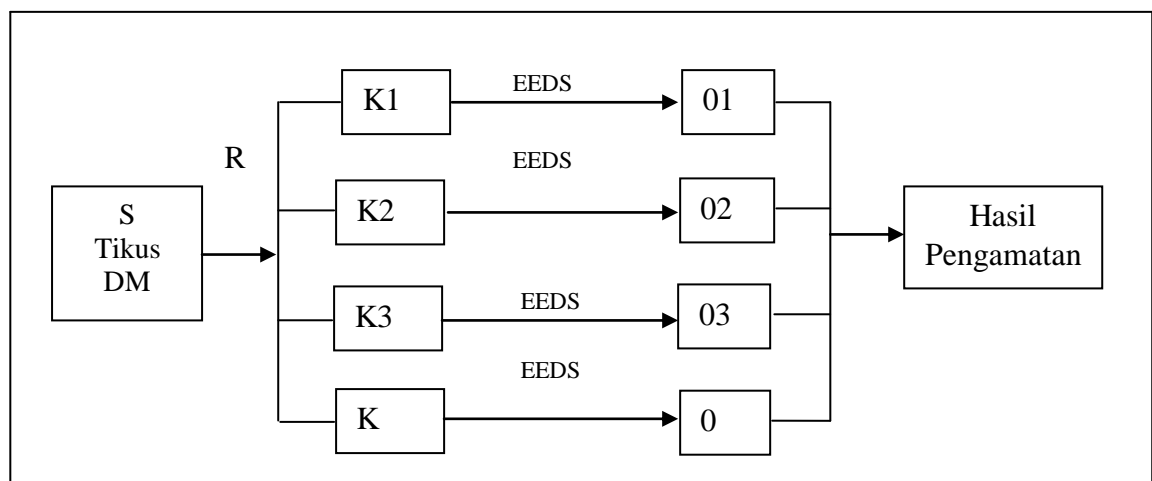 S
Tikus
DM
R
K1
EEDS
01
K2
EEDS
02
K3
EEDS
03
K
EEDS
0
Hasil
Pengamatan